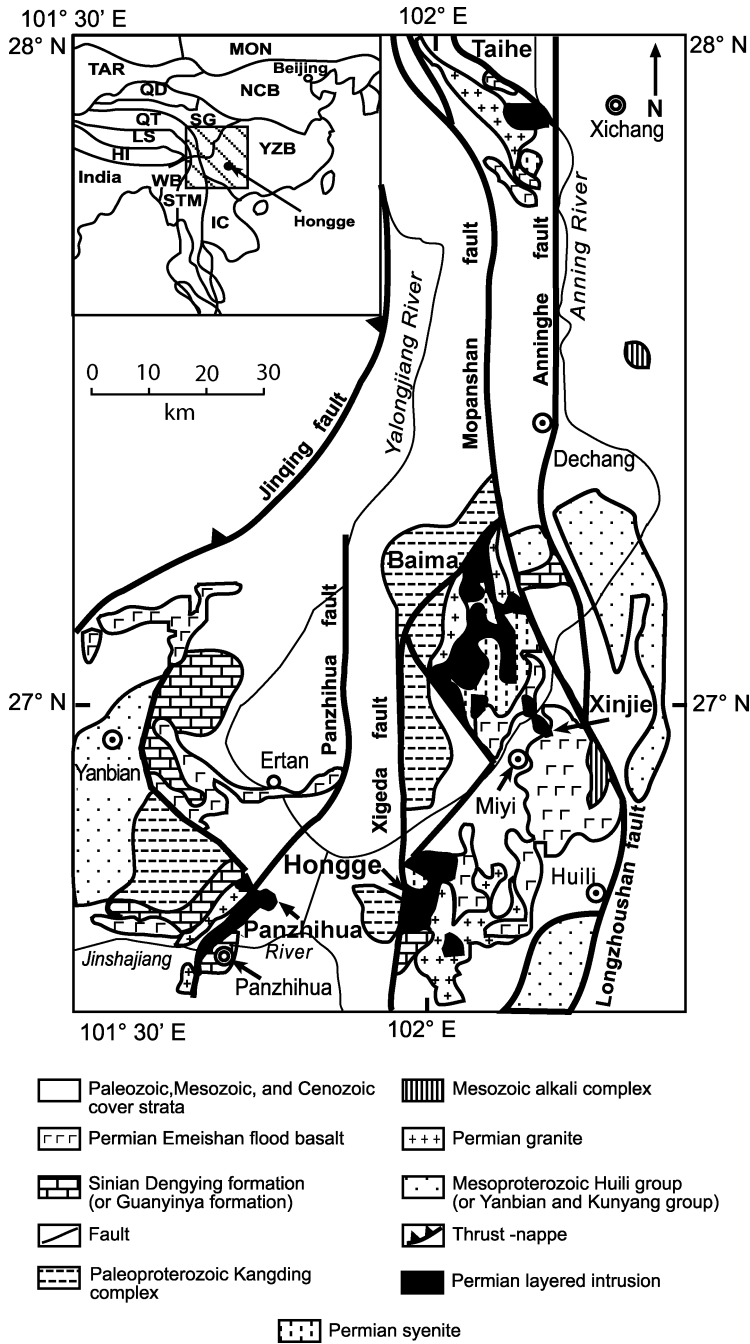 101° 30’ E
102° E
28° N
28° N
MON
TAR
Beijing
QD
NCB
QT
SG
LS
YZB
HI
India
WB
STM
IC
Hongge
Taihe
N
Xichang
Anning River
fault
fault
Anninghe
Mopanshan
Yalongjiang River
0 10 20 30
km
Jinqing fault
Dechang
Baima
Panzhihua fault
27° N
27° N
Xinjie
Xigeda fault
Yanbian
Ertan
Miyi
Hongge
Huili
Longzhoushan fault
Panzhihua
Jinshajiang
River
Panzhihua
101° 30’ E
102° E
Paleozoic,Mesozoic, and Cenozoic
cover strata
Mesozoic alkali complex
Permian Emeishan flood basalt
Permian granite
Sinian Dengying formation
(or Guanyinya formation)
Mesoproterozoic Huili group
(or Yanbian and Kunyang group)
Fault
Thrust -nappe
Paleoproterozoic Kangding
complex
Permian layered intrusion
Permian syenite